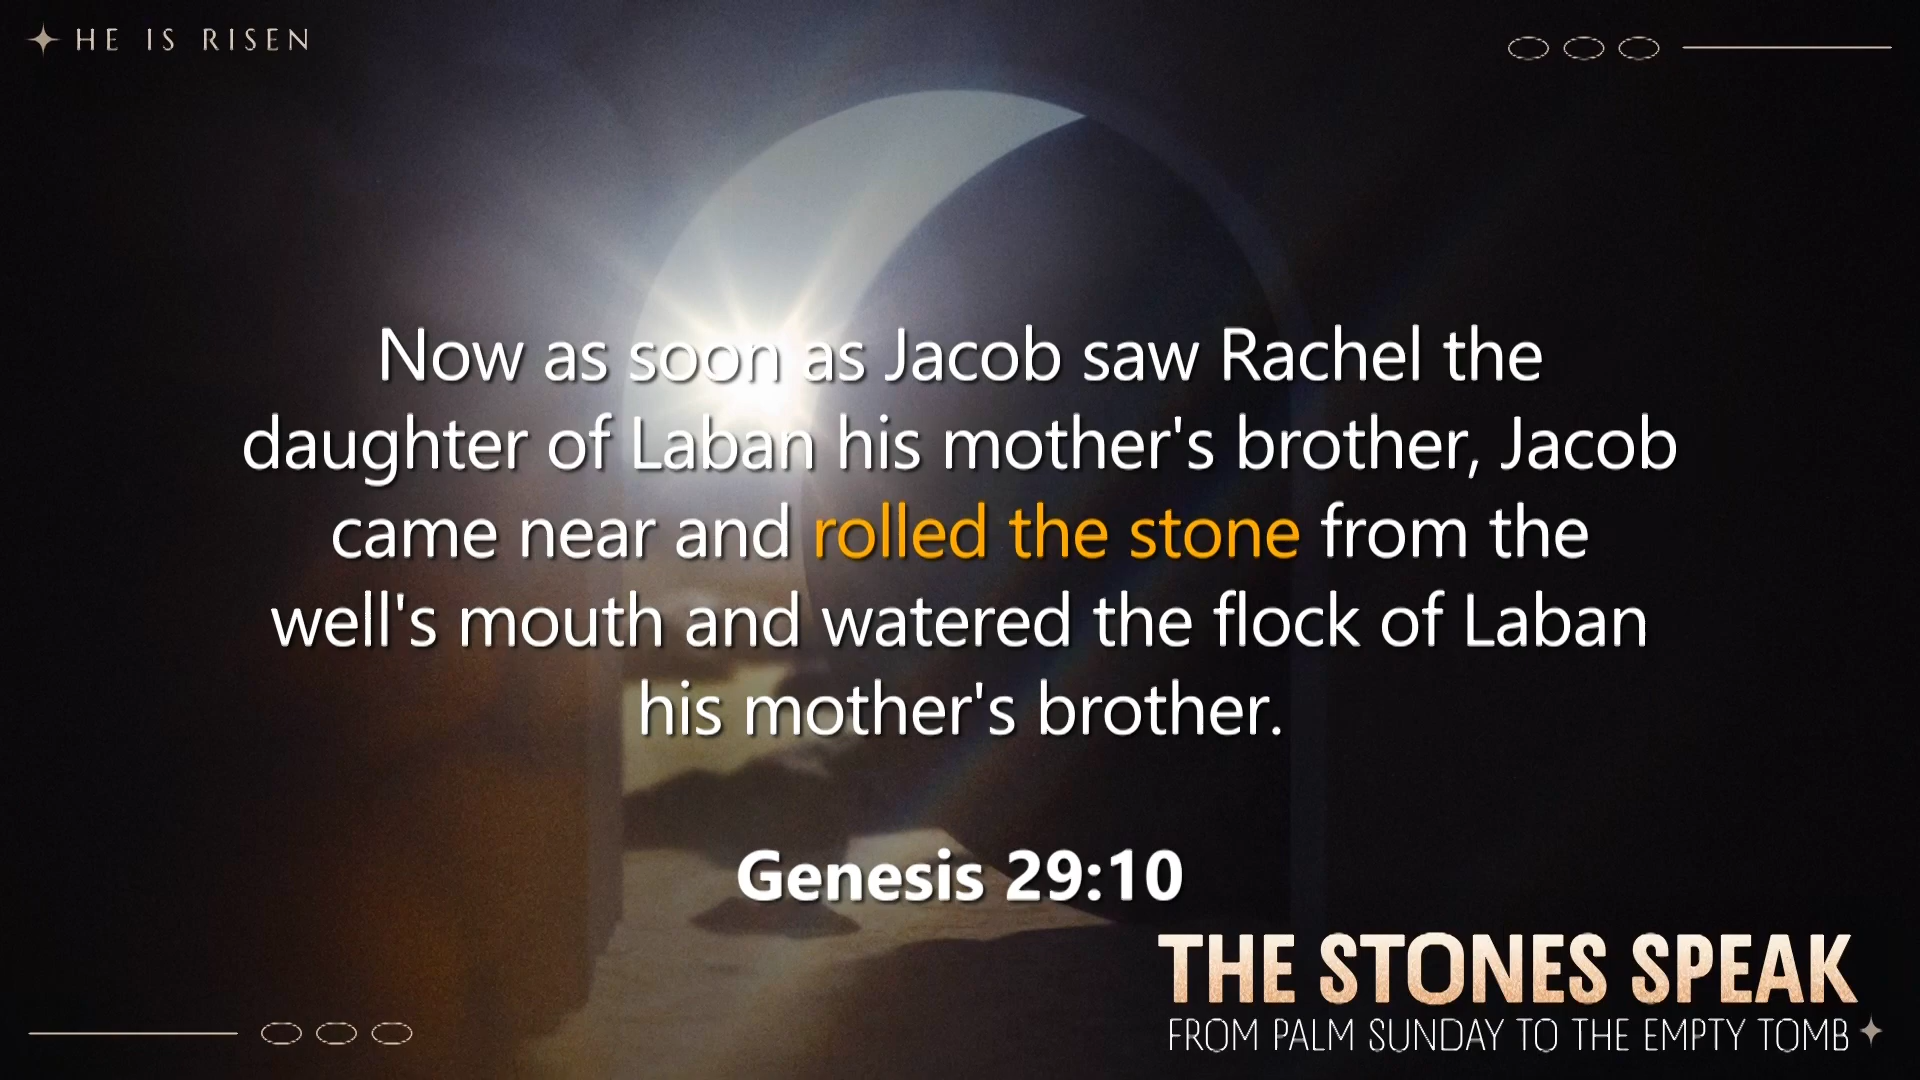 HE IS RISEN
Now as soon as Jacob saw Rachel the
daughter of Laban his mother's brother, Jacob
came near and rolled the stone from the
well's mouth and watered the flock of Laban
his mother's brother.
Genesis 29:10
THE STONES SPEAK
FROM PALM SUNDAY TO THE EMPTY TOMB